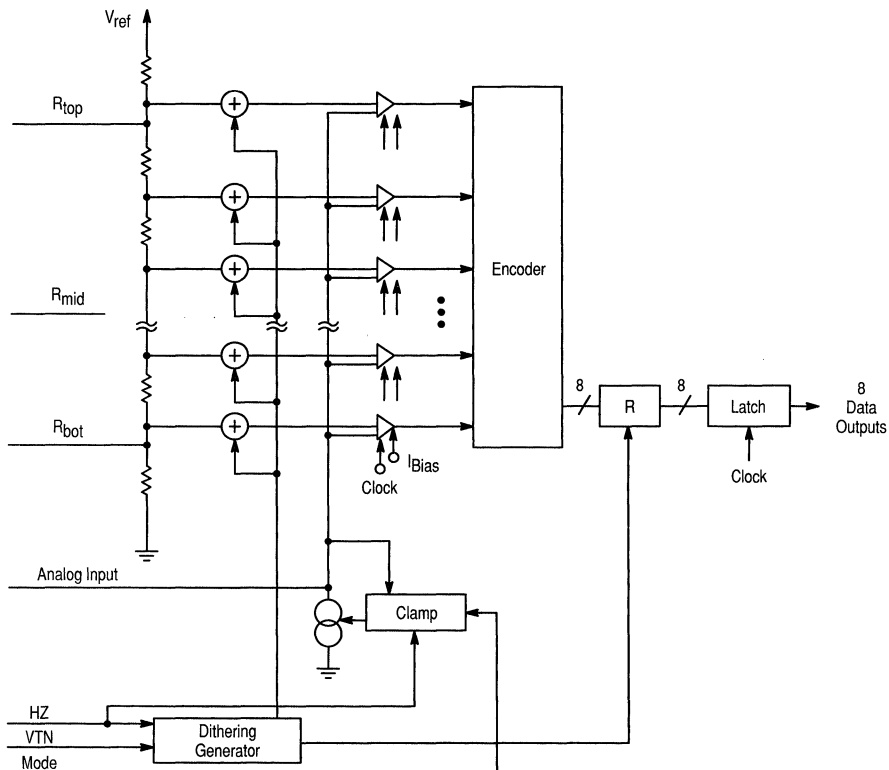 Vref
Rtop
Rmid
Rbot
Encoder
8
R
8
Latch
8
Data
Outputs
Clock
IBias
Clock
Analog Input
Clamp
HZ
VTN
Mode
Dithering
Generator